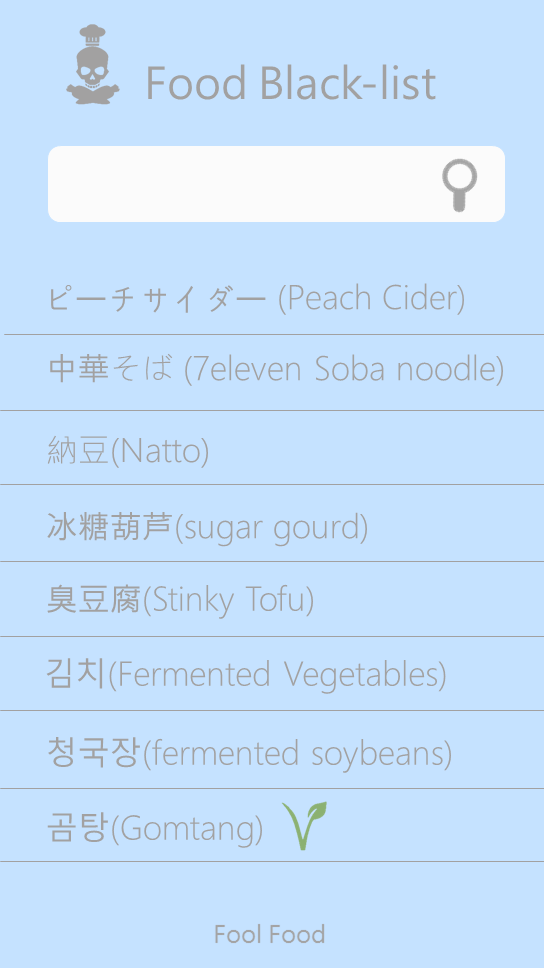 Food Black-list
ピーチサイダー (Peach Cider)
中華そば (7eleven Soba noodle)
納豆(Natto)
冰糖葫芦(sugar gourd)
臭豆腐(Stinky Tofu)
김치(Fermented Vegetables)
청국장(fermented soybeans)
곰탕(Gomtang)
Fool Food